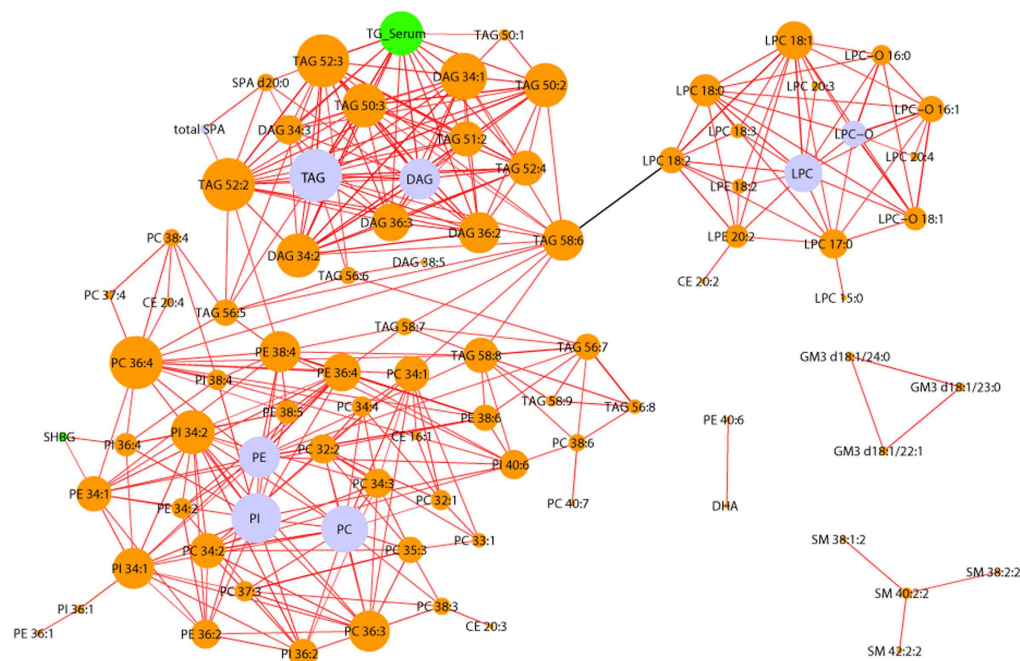 TG_Serum
TAG 50:1
TAG 52:3
DAG 34:1
SPA d20:0
TAG 50:2
TAG 50:3
total SPA
DAG 34:3
TAG 51:2
TAG 52:4
TAG 52:2
TAG
DAG
DAG 36:3
DAG 36:2
TAG 58:6
DAG 34:2
DAG 38:5
TAG 56:6
PC 38:4
PC 37:4
CE 20:4
TAG 56:5
TAG 58:7
LPC 18:1
LPC-O 16:0
LPC 18:0
LPC 20:3
LPC-O 16:1
LPC 18:3
LPC-O
LPC 18:2
LPC 20:4
LPE 18:2
LPC
LPC-O 18:1
LPE 20:2
LPC 17:0
CE 20:2
LPC 15:0
PC 36:4
PE 38:4
PE 36:4
PC 34:1
TAG 58:8
TAG 56:7
PI 38:4
PC 34:4
TAG 58:9
TAG 56:8
PE 38:5
PE 38:6
SHBG
PI 36:4
PI 34:2
CE 16:1
PC 38:6
PE
PC 32:2
PI 40:6
PE 34:1
PC 34:3
PC 32:1
PC 40:7
PE 34:2
PI
PC
PC 33:1
PC 34:2
PC 35:3
PI 34:1
PC 37:3
PC 38:3
PI 36:1
PE 36:1
PE 36:2
PC 36:3
CE 20:3
PI 36:2
GM3 d18:1/24:0
GM3 d18:1/23:0
GM3 d18:1/22:1
PE 40:6
DHA
SM 38:1:2
SM 38:2:2
SM 40:2:2
SM 42:2:2